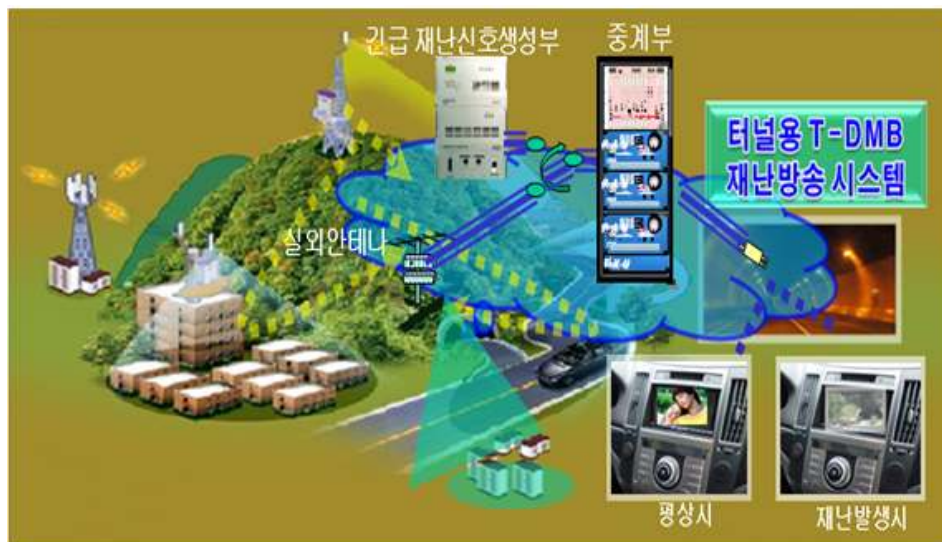 긴급 재난신호생성부
중계부
터널용 T-DMB
재난방송 시스템
실외안테나
평상시
재난발생시